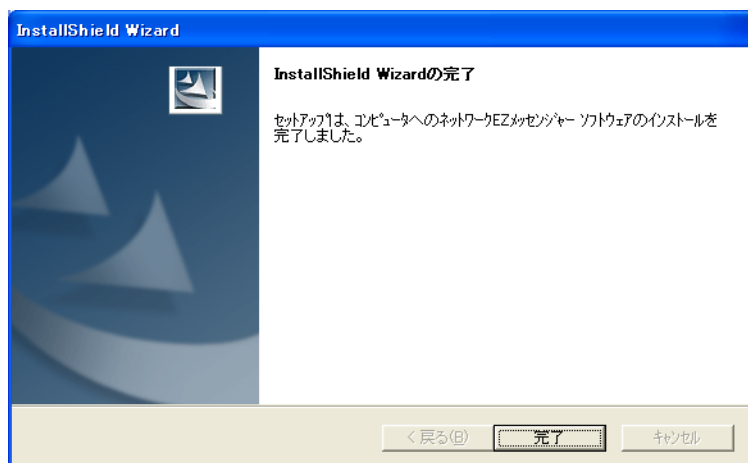 InstallShield Wizard
InstallShield Wizardの完了
セットアップは、コンピュータへのネットワークEZメッセンジャー ソフトウェアのインストールを
完了しました。
< 戻る(B)
完了
キャンセル